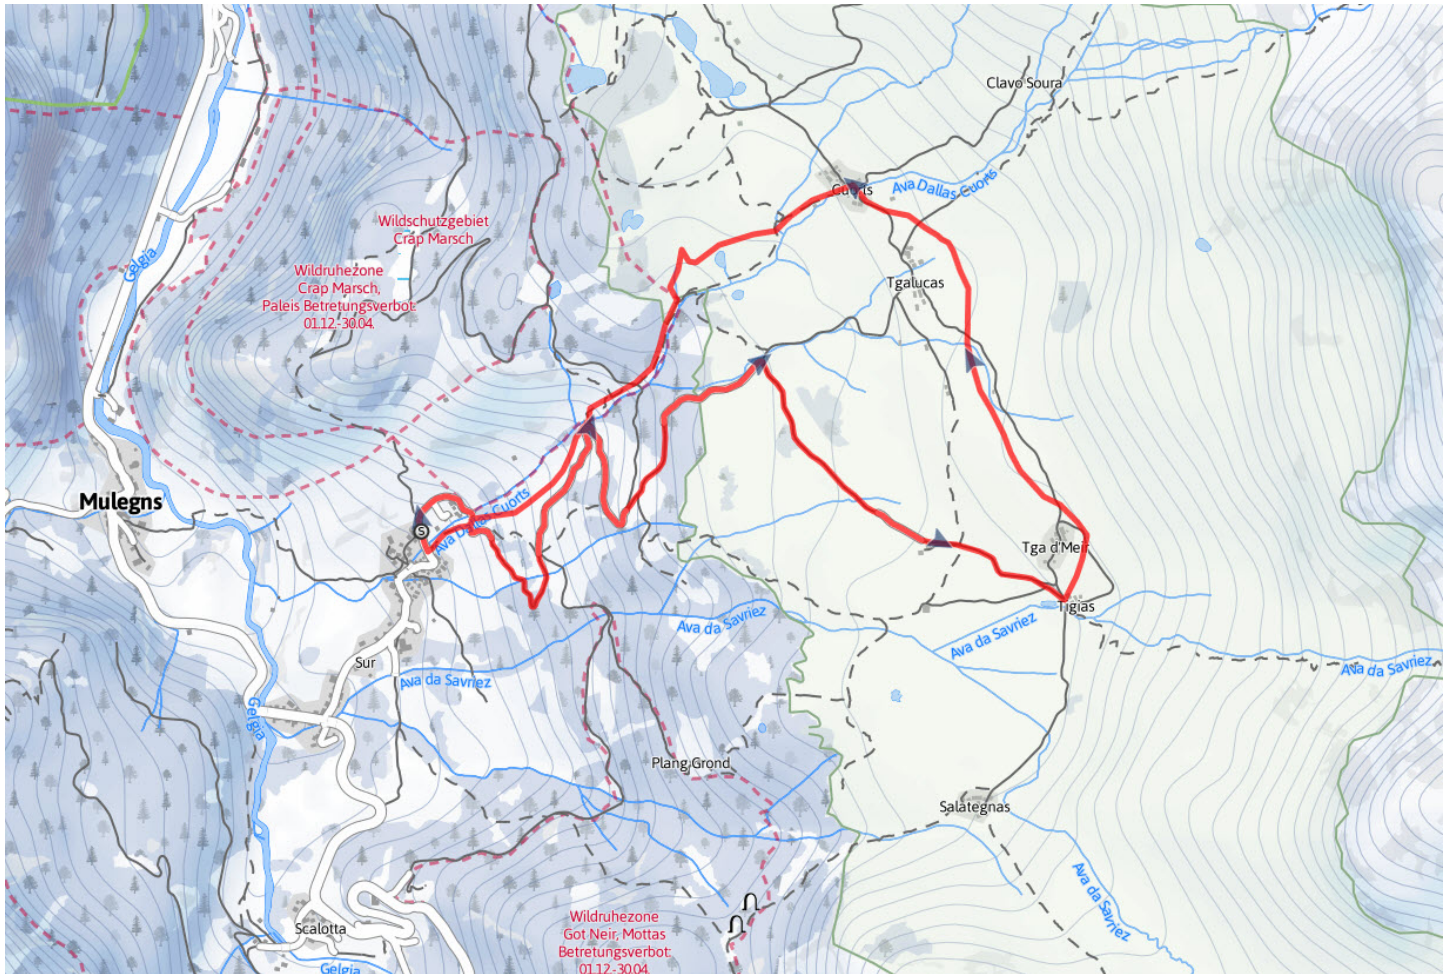 Clavo Soura
Cuorts
Ava Dallas Cuorts
Wildschutzgebiet
Crap Marsch
Gelgia
Wildruhezone
Crap Marsch,
Paleis Betretungsverbot:
01.12.-30.04.
Tgalucas
Mulegns
S
Ava Dallas Cuorts
Tga d'Meir
Tigias
Ava da Savriez
Ava da Savriez
Sur
Ava da Savriez
Ava da Savriez
Gelgia
Plang Grond
Salategnas
Ava da Savriez
Scalotta
Wildruhezone
Got Neir, Mottas
Betretungsverbot:
01.12.-30.04.
Gelgia